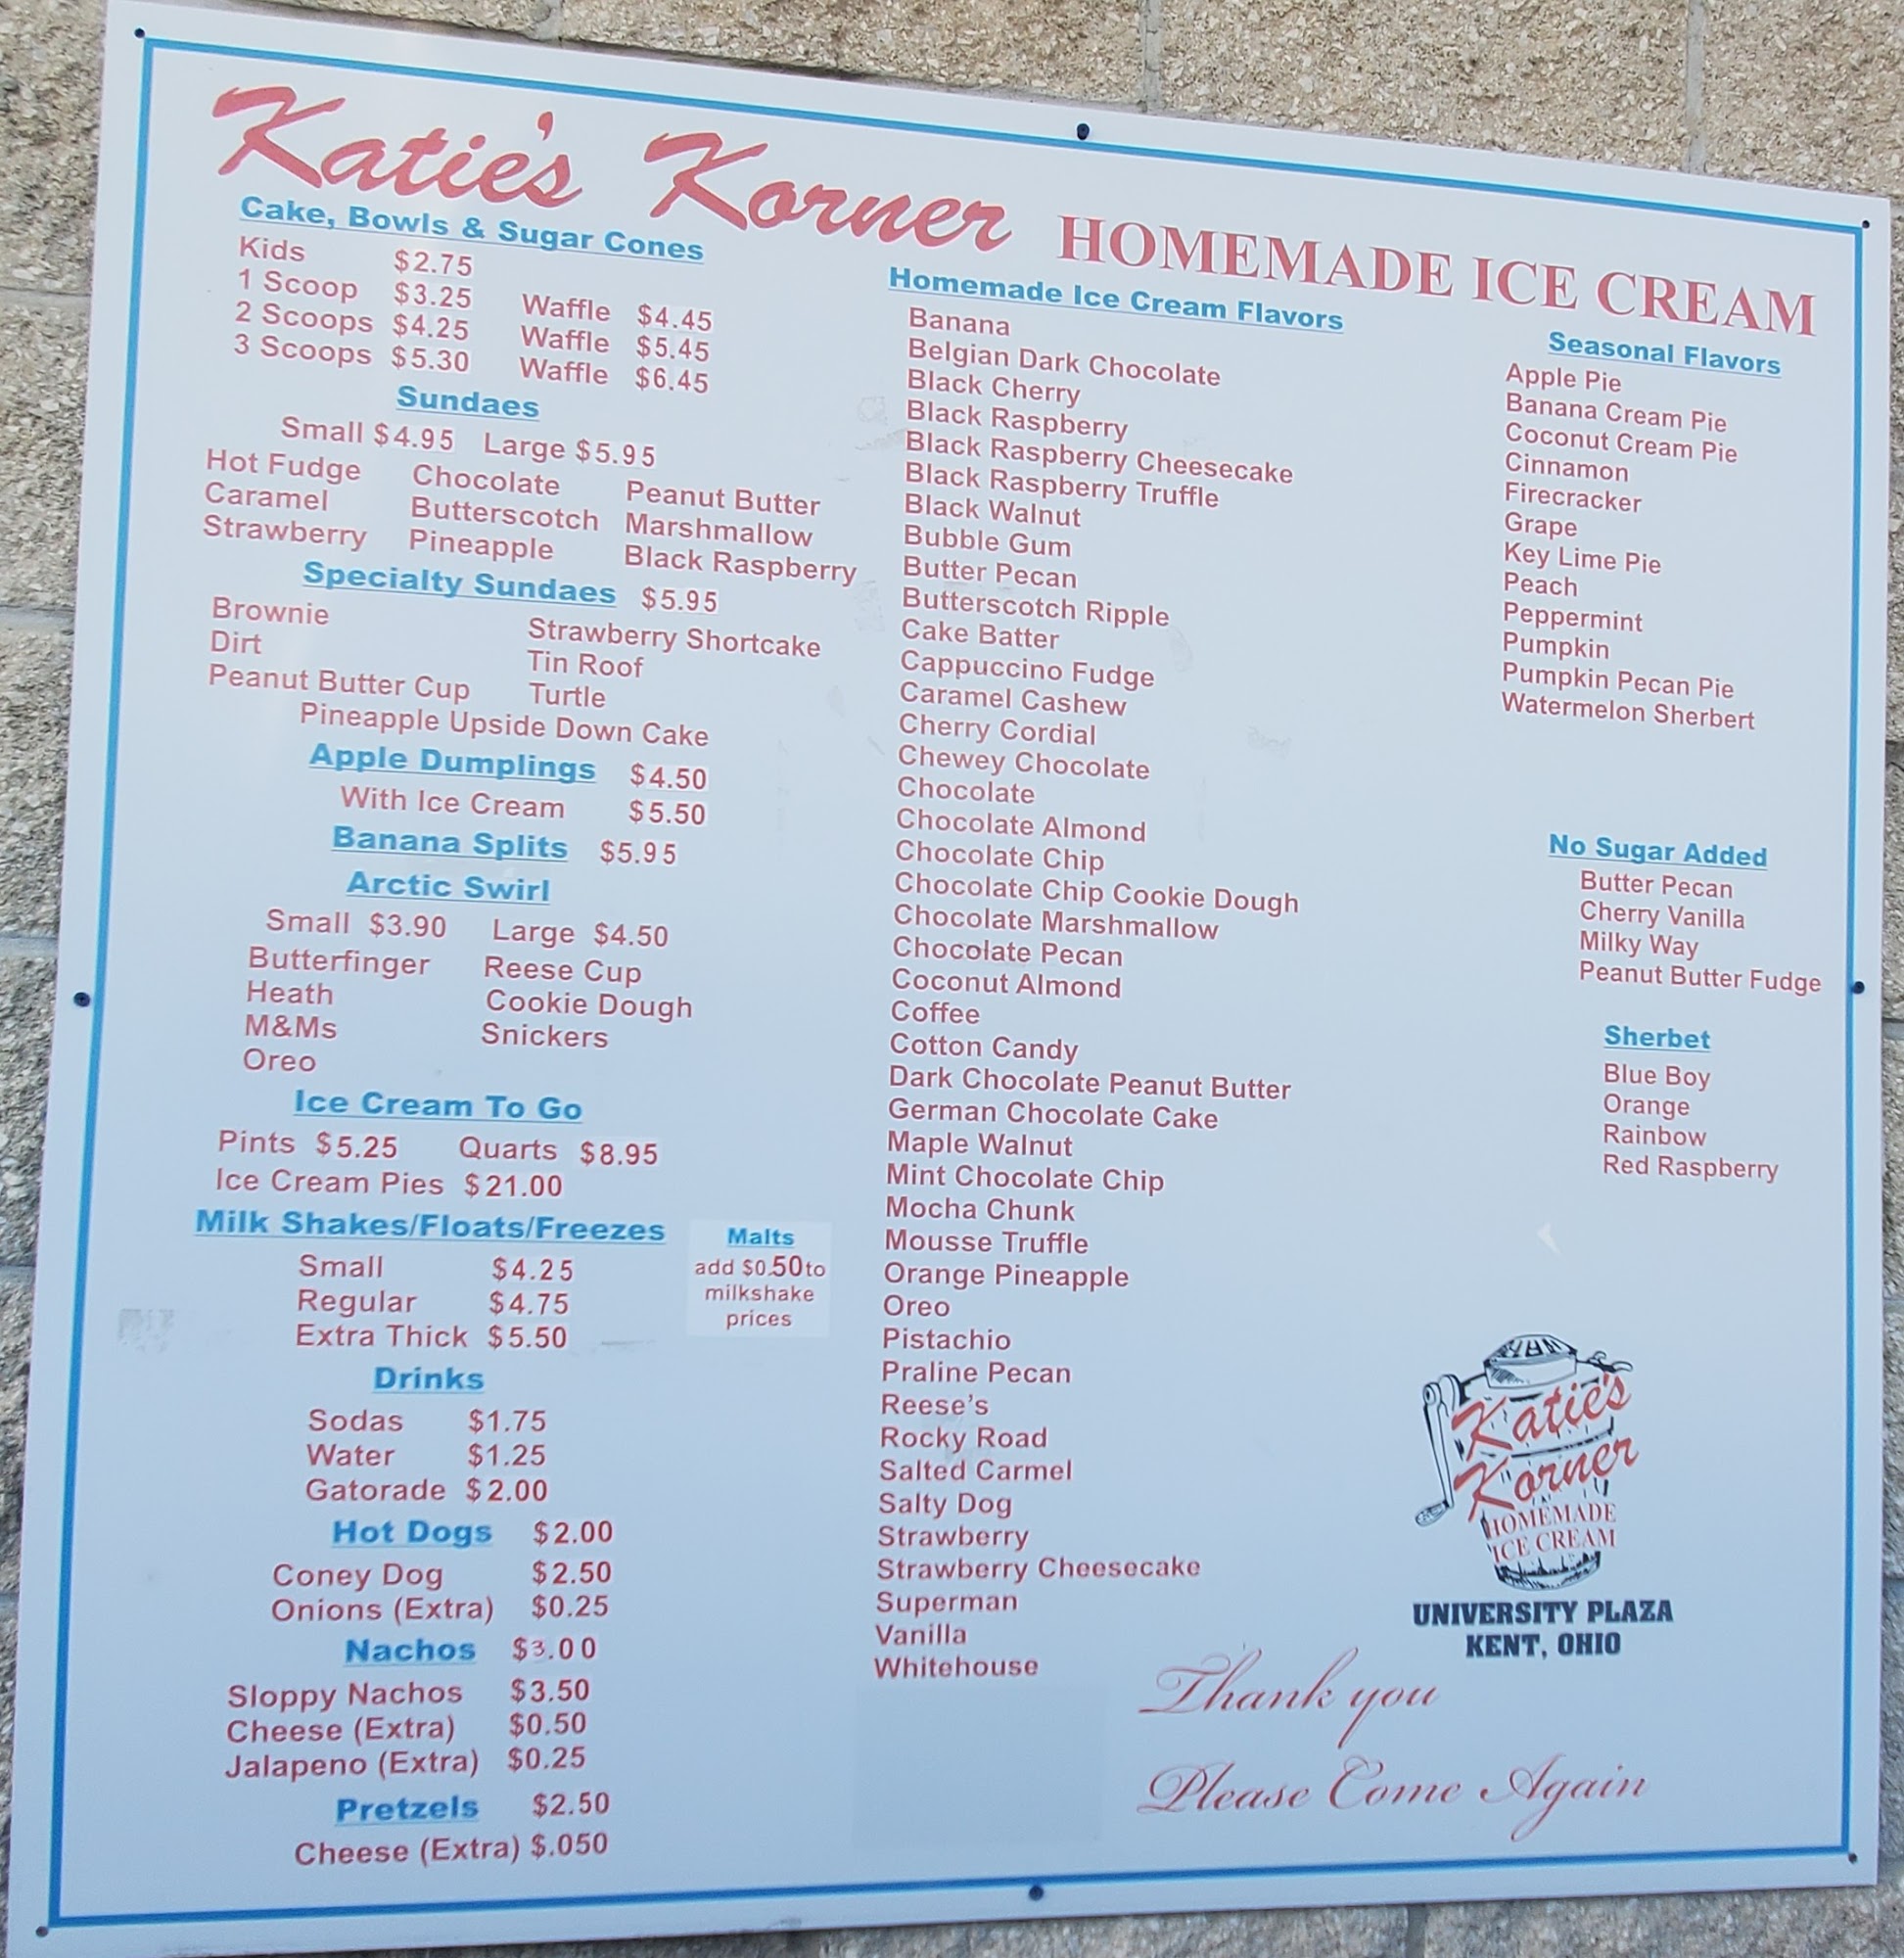 Katie's Korner HOMEMADE ICE CREAM
Cake, Bowls & Sugar Cones
Kids $2.75
1 Scoop $3.25 Waffle $4.45
2 Scoops $4.25 Waffle $5.45
3 Scoops $5.30 Waffle $6.45
Sundaes
Small $4.95 Large $5.95
Hot Fudge Chocolate Peanut Butter
Caramel Butterscotch Marshmallow
Strawberry Pineapple Black Raspberry
Specialty Sundaes $5.95
Brownie Strawberry Shortcake
Dirt Tin Roof
Peanut Butter Cup Turtle
Pineapple Upside Down Cake
Apple Dumplings $4.50
With Ice Cream $5.50
Banana Splits $5.95
Arctic Swirl
Small $3.90 Large $4.50
Butterfinger Reese Cup
Heath Cookie Dough
M&Ms Snickers
Oreo
Ice Cream To Go
Pints $5.25 Quarts $8.95
Ice Cream Pies $21.00
Milk Shakes/Floats/Freezes
Small $4.25
Regular $4.75
Extra Thick $5.50
Malts
add $0.50 to
milkshake
prices
Drinks
Sodas $1.75
Water $1.25
Gatorade $2.00
Hot Dogs $2.00
Coney Dog $2.50
Onions (Extra) $0.25
Nachos $3.00
Sloppy Nachos $3.50
Cheese (Extra) $0.50
Jalapeno (Extra) $0.25
Pretzels $2.50
Cheese (Extra) $.050
Homemade Ice Cream Flavors
Banana
Belgian Dark Chocolate
Black Cherry
Black Raspberry
Black Raspberry Cheesecake
Black Raspberry Truffle
Black Walnut
Bubble Gum
Butter Pecan
Butterscotch Ripple
Cake Batter
Cappuccino Fudge
Caramel Cashew
Cherry Cordial
Chewey Chocolate
Chocolate
Chocolate Almond
Chocolate Chip
Chocolate Chip Cookie Dough
Chocolate Marshmallow
Chocolate Pecan
Coconut Almond
Coffee
Cotton Candy
Dark Chocolate Peanut Butter
German Chocolate Cake
Maple Walnut
Mint Chocolate Chip
Mocha Chunk
Mousse Truffle
Orange Pineapple
Oreo
Pistachio
Praline Pecan
Reese's
Rocky Road
Salted Carmel
Salty Dog
Strawberry
Strawberry Cheesecake
Superman
Vanilla
Whitehouse
Seasonal Flavors
Apple Pie
Banana Cream Pie
Coconut Cream Pie
Cinnamon
Firecracker
Grape
Key Lime Pie
Peach
Peppermint
Pumpkin
Pumpkin Pecan Pie
Watermelon Sherbert
No Sugar Added
Butter Pecan
Cherry Vanilla
Milky Way
Peanut Butter Fudge
Sherbet
Blue Boy
Orange
Rainbow
Red Raspberry
Katie's
Korner
HOMEMADE
ICE CREAM
UNIVERSITY PLAZA
KENT, OHIO
Thank you
Please Come Again